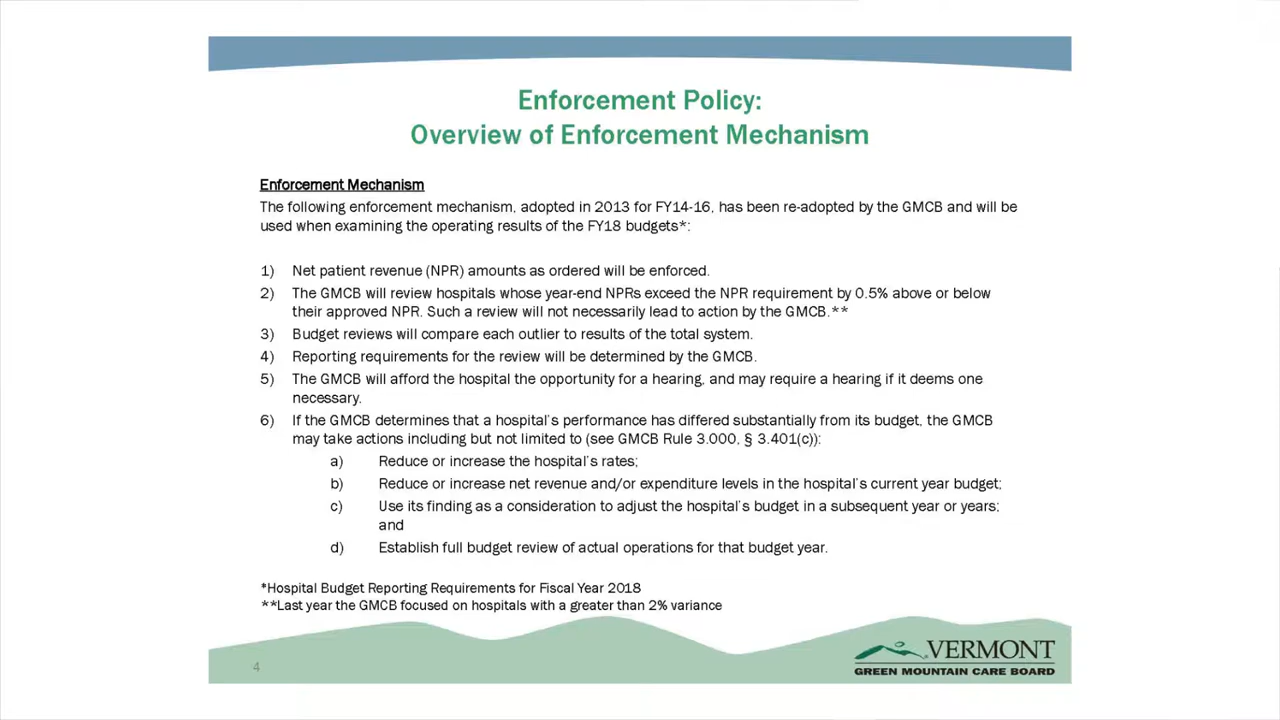 Enforcement Policy:
Overview of Enforcement Mechanism
Enforcement Mechanism
The following enforcement mechanism, adopted in 2013 for FY14-16, has been re-adopted by the GMCB and will be
used when examining the operating results of the FY18 budgets*:
1) Net patient revenue (NPR) amounts as ordered will be enforced.
2) The GMCB will review hospitals whose year-end NPRs exceed the NPR requirement by 0.5% above or below
their approved NPR. Such a review will not necessarily lead to action by the GMCB.**
3) Budget reviews will compare each outlier to results of the total system.
4) Reporting requirements for the review will be determined by the GMCB.
5) The GMCB will afford the hospital the opportunity for a hearing, and may require a hearing if it deems one
necessary.
6) If the GMCB determines that a hospital's performance has differed substantially from its budget, the GMCB
may take actions including but not limited to (see GMCB Rule 3.000, § 3.401(c)):
a) Reduce or increase the hospital's rates;
b) Reduce or increase net revenue and/or expenditure levels in the hospital's current year budget;
c) Use its finding as a consideration to adjust the hospital's budget in a subsequent year or years;
and
d) Establish full budget review of actual operations for that budget year.
*Hospital Budget Reporting Requirements for Fiscal Year 2018
**Last year the GMCB focused on hospitals with a greater than 2% variance
4
VERMONT
GREEN MOUNTAIN CARE BOARD